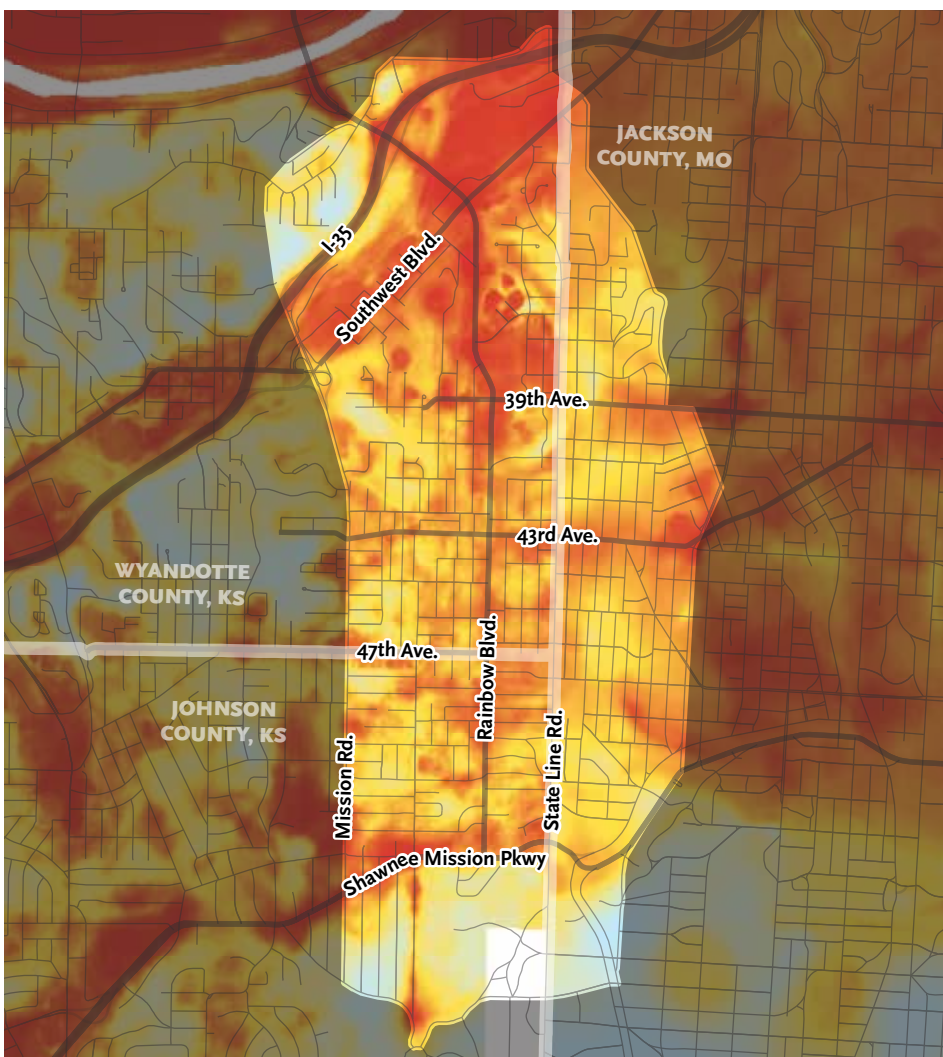 JACKSON
COUNTY, MO
I-35
Southwest Blvd.
39th Ave.
43rd Ave.
WYANDOTTE
COUNTY, KS
47th Ave.
Rainbow Blvd.
JOHNSON
COUNTY, KS
State Line Rd.
Mission Rd.
Shawnee Mission Pkwy